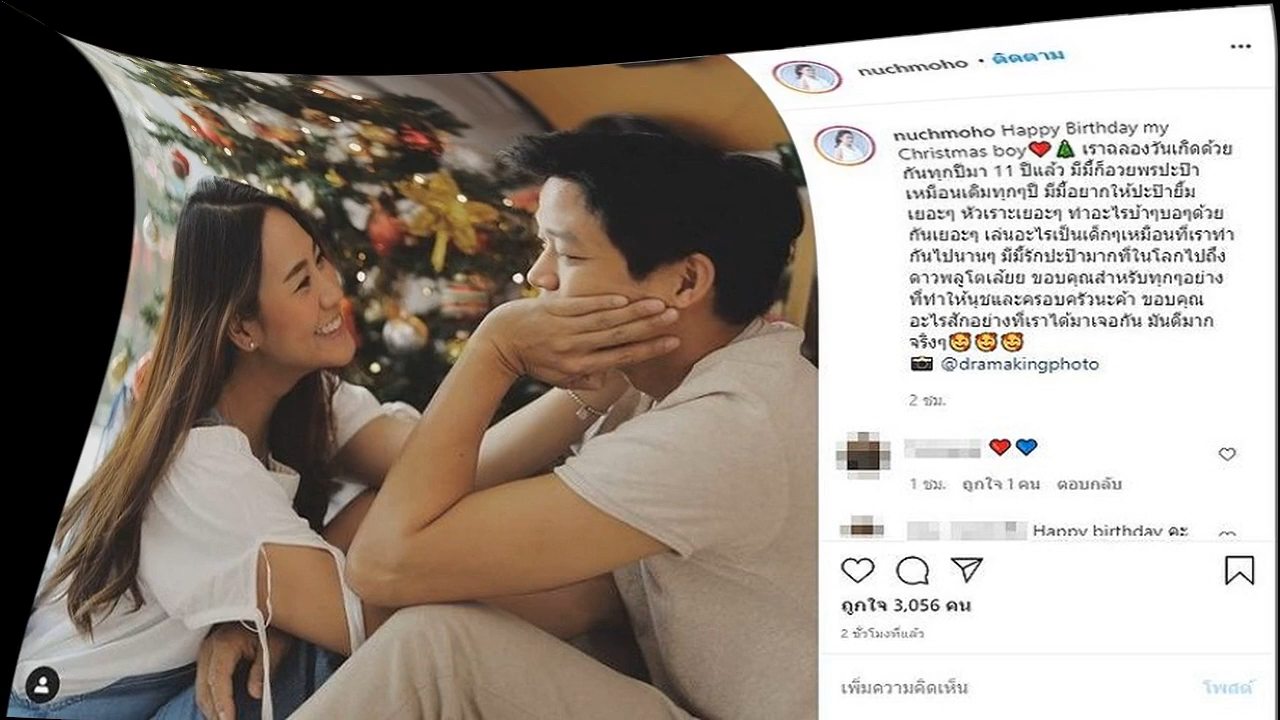 nuchmoho • ติดตาม
nuchmoho Happy Birthday my
Christmas boy❤️🎄 เราฉลองวันเกิดด้วย
กันทุกปีมา 11 ปีแล้ว มีมี้ก็อวยพรปะป๊า
เหมือนเดิมทุกๆปี มีมี้อยากให้ปะป๊ายิ้ม
เยอะๆ หัวเราะเยอะๆ ทำอะไรบ้าๆบอๆด้วย
กันเยอะๆ เล่นอะไรเป็นเด็กๆเหมือนที่เราทำ
กันไปนานๆ มีมี้รักปะป๊ามากที่ในโลกไปถึง
ดาวพลูโตเล้ยย ขอบคุณสำหรับทุกๆอย่าง
ที่ทำให้นุชและครอบครัวนะค้า ขอบคุณ
อะไรสักอย่างที่เราได้มาเจอกัน มันดีมาก
จริงๆ🥰🥰🥰
📸 @dramakingphoto
2 ชม.
❤️💙
1 ชม. ถูกใจ 1 คน ตอบกลับ
Happy birthday คะ
ถูกใจ 3,056 คน
2 ชั่วโมงที่แล้ว
เพิ่มความคิดเห็น
โพสต์